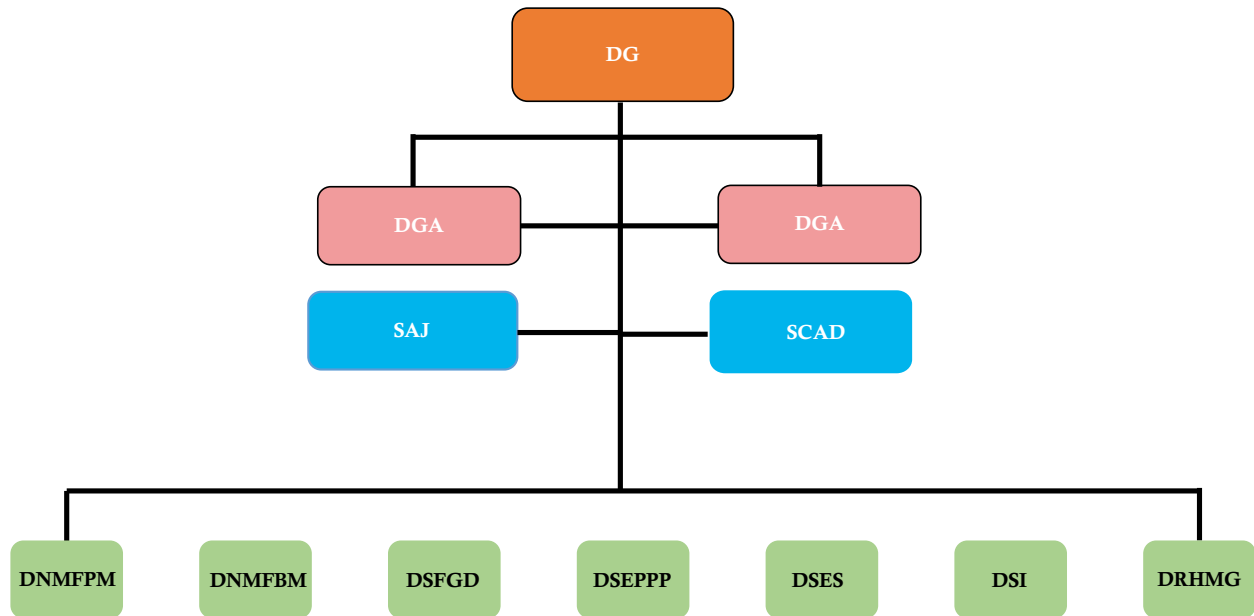 DG
DGA
DGA
SAJ
SCAD
DNMFPM
DNMFBM
DSFGD
DSEPPP
DSES
DSI
DRHMG